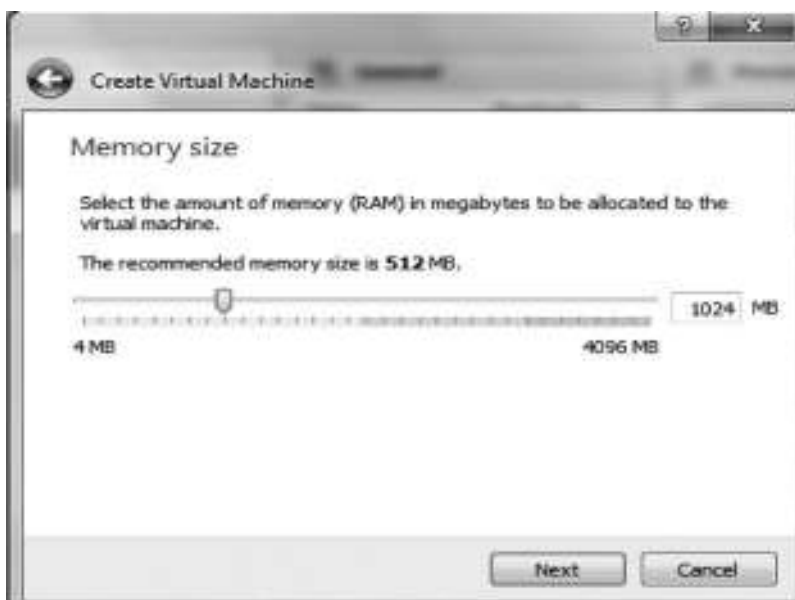 Create Virtual Machine
Memory size
Select the amount of memory (RAM) in megabytes to be allocated to the
virtual machine.
The recommended memory size is 512 MB.
1024 MB
4 MB
4096 MB
Next
Cancel